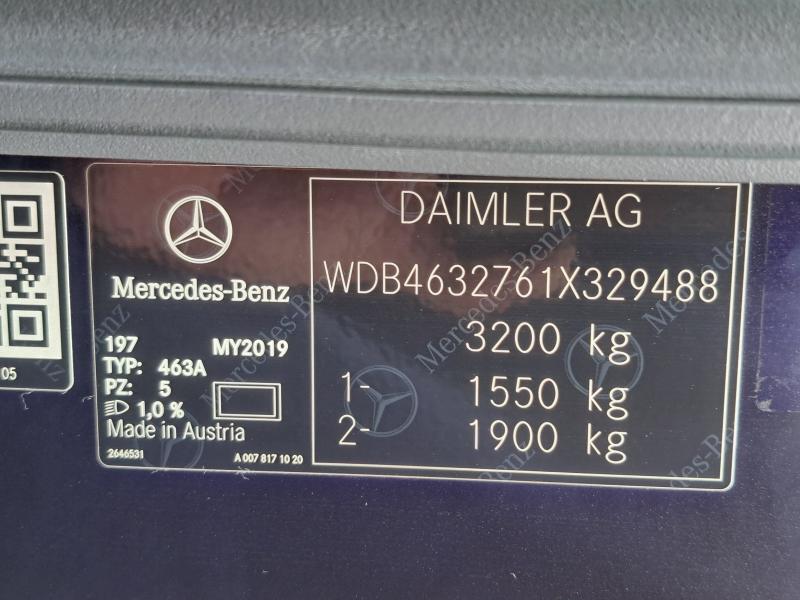 05
Mercedes-Benz
197 MY2019
TYP: 463A
PZ: 5
1,0 %
Made in Austria
2646531 A 007 817 10 20
DAIMLER AG
WDB4632761X329488
3200 kg
1- 1550 kg
2- 1900 kg